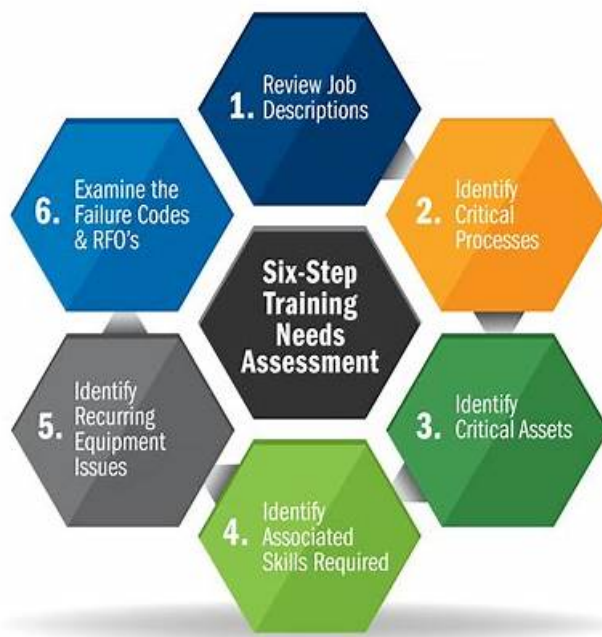 Six-Step
Training
Needs
Assessment
1. Review Job
Descriptions
2. Identify
Critical
Processes
3. Identify
Critical Assets
4. Identify
Associated
Skills Required
5. Identify
Recurring
Equipment
Issues
6. Examine the
Failure Codes
& RFO's